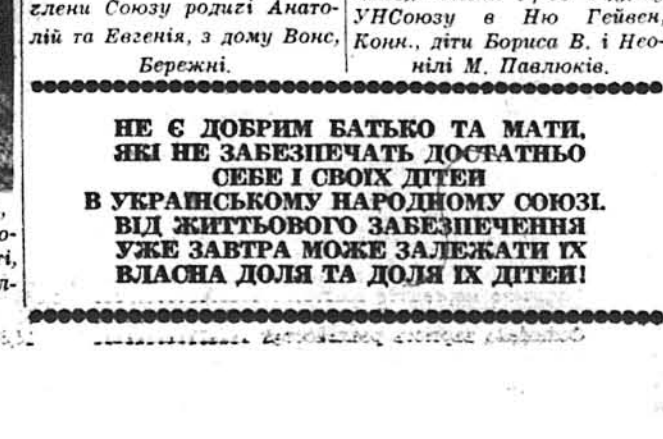 члени Союзу родичі Анато-
лій та Евгенія, з дому Вонс,
Бережні.
УНСоюзу в Ню Гейвен,
Конн., діти Бориса В. і Нео-
нілі М. Павлюків.
НЕ Є ДОБРИМ БАТЬКО ТА МАТИ,
ЯКІ НЕ ЗАБЕЗПЕЧАТЬ ДОСТАТНЬО
СЕБЕ І СВОЇХ ДІТЕЙ
В УКРАЇНСЬКОМУ НАРОДНОМУ СОЮЗІ.
ВІД ЖИТТЬОВОГО ЗАБЕЗПЕЧЕННЯ
УЖЕ ЗАВТРА МОЖЕ ЗАЛЕЖАТИ ЇХ
ВЛАСНА ДОЛЯ ТА ДОЛЯ ЇХ ДІТЕЙ!